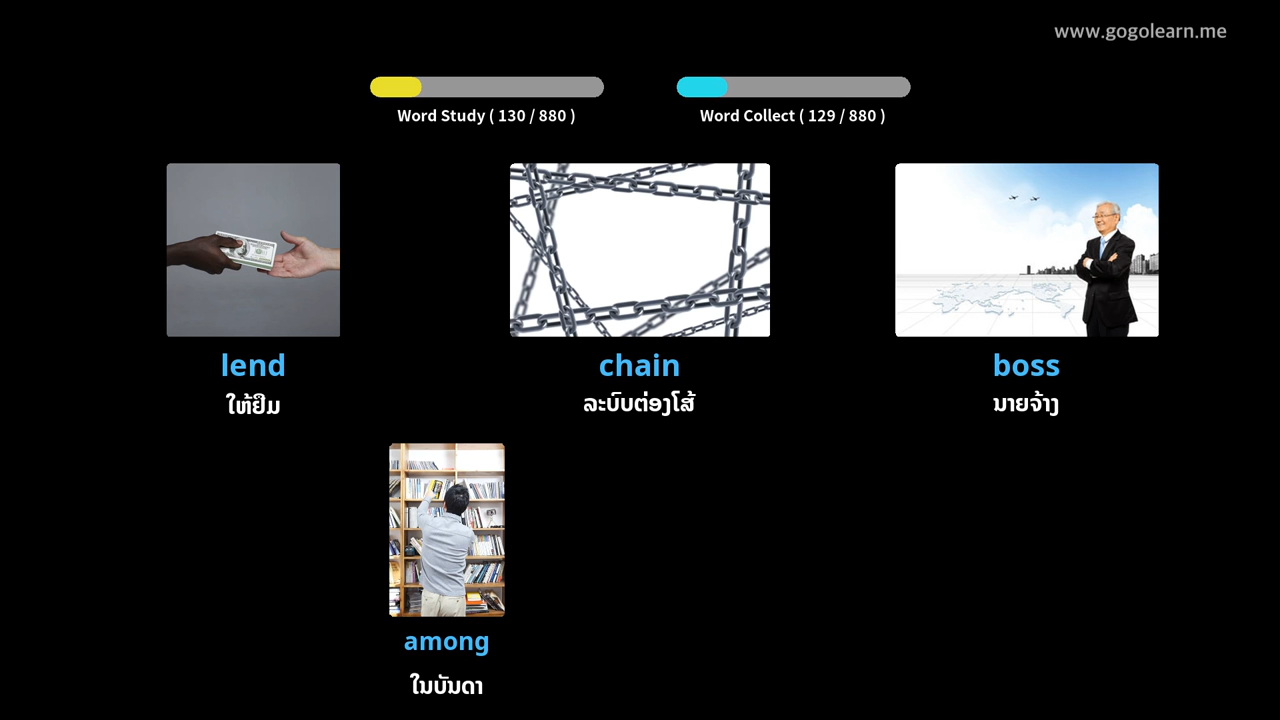 www.gogolearn.me
Word Study ( 130 / 880 )
Word Collect ( 129 / 880 )
lend
ໃຫ້ຢືມ
chain
ລະບົບຕ່ອງໂສ້
boss
ນາຍຈ້າງ
among
ໃນບັນດາ